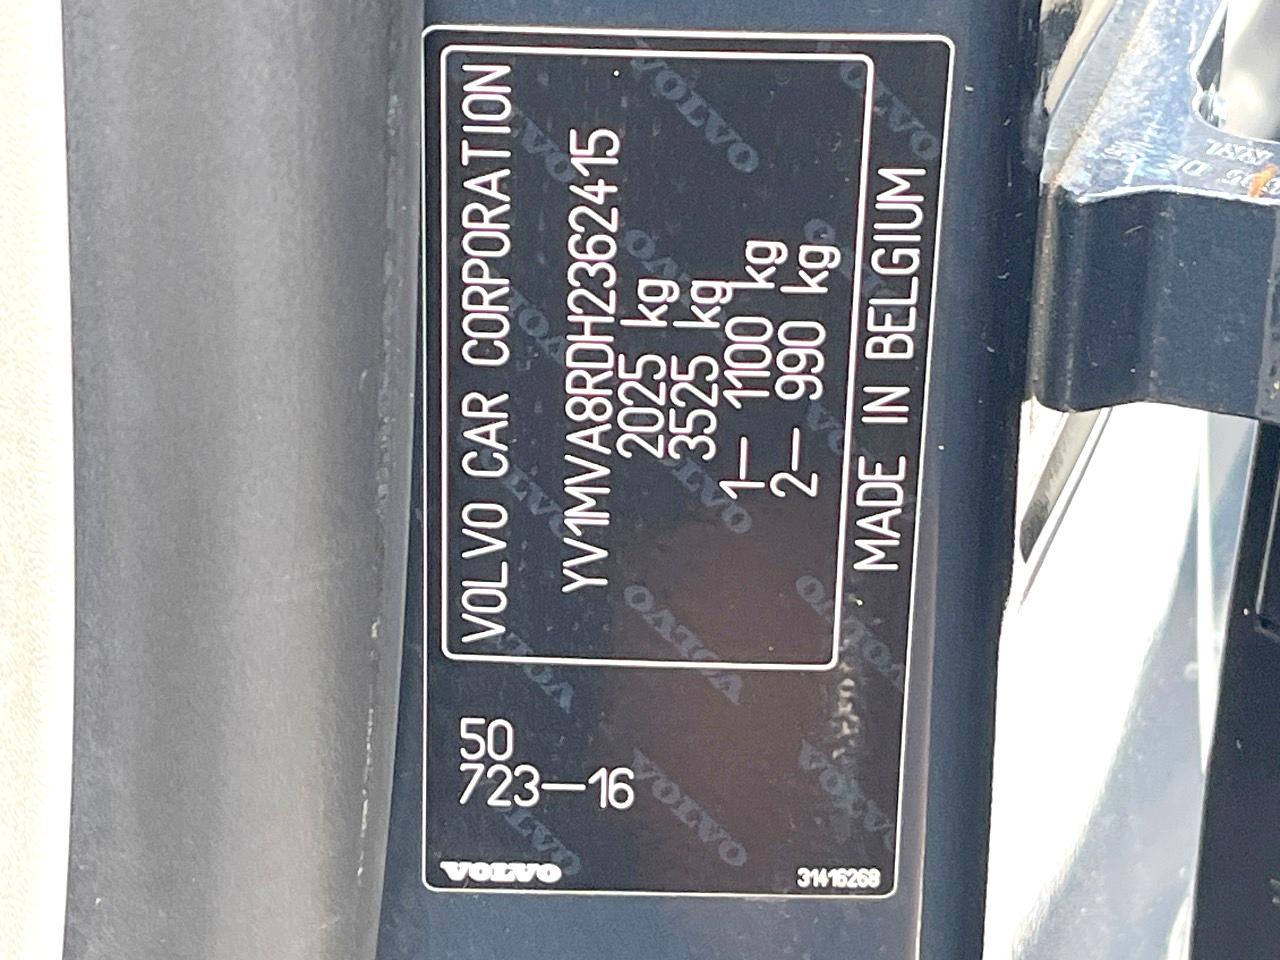 VOLVO CAR CORPORATION
YV1MVA8RDH2362415
2025 kg
3525 kg
1— 1100 kg
2— 990 kg
MADE IN BELGIUM
50
723—16
VOLVO
31416268